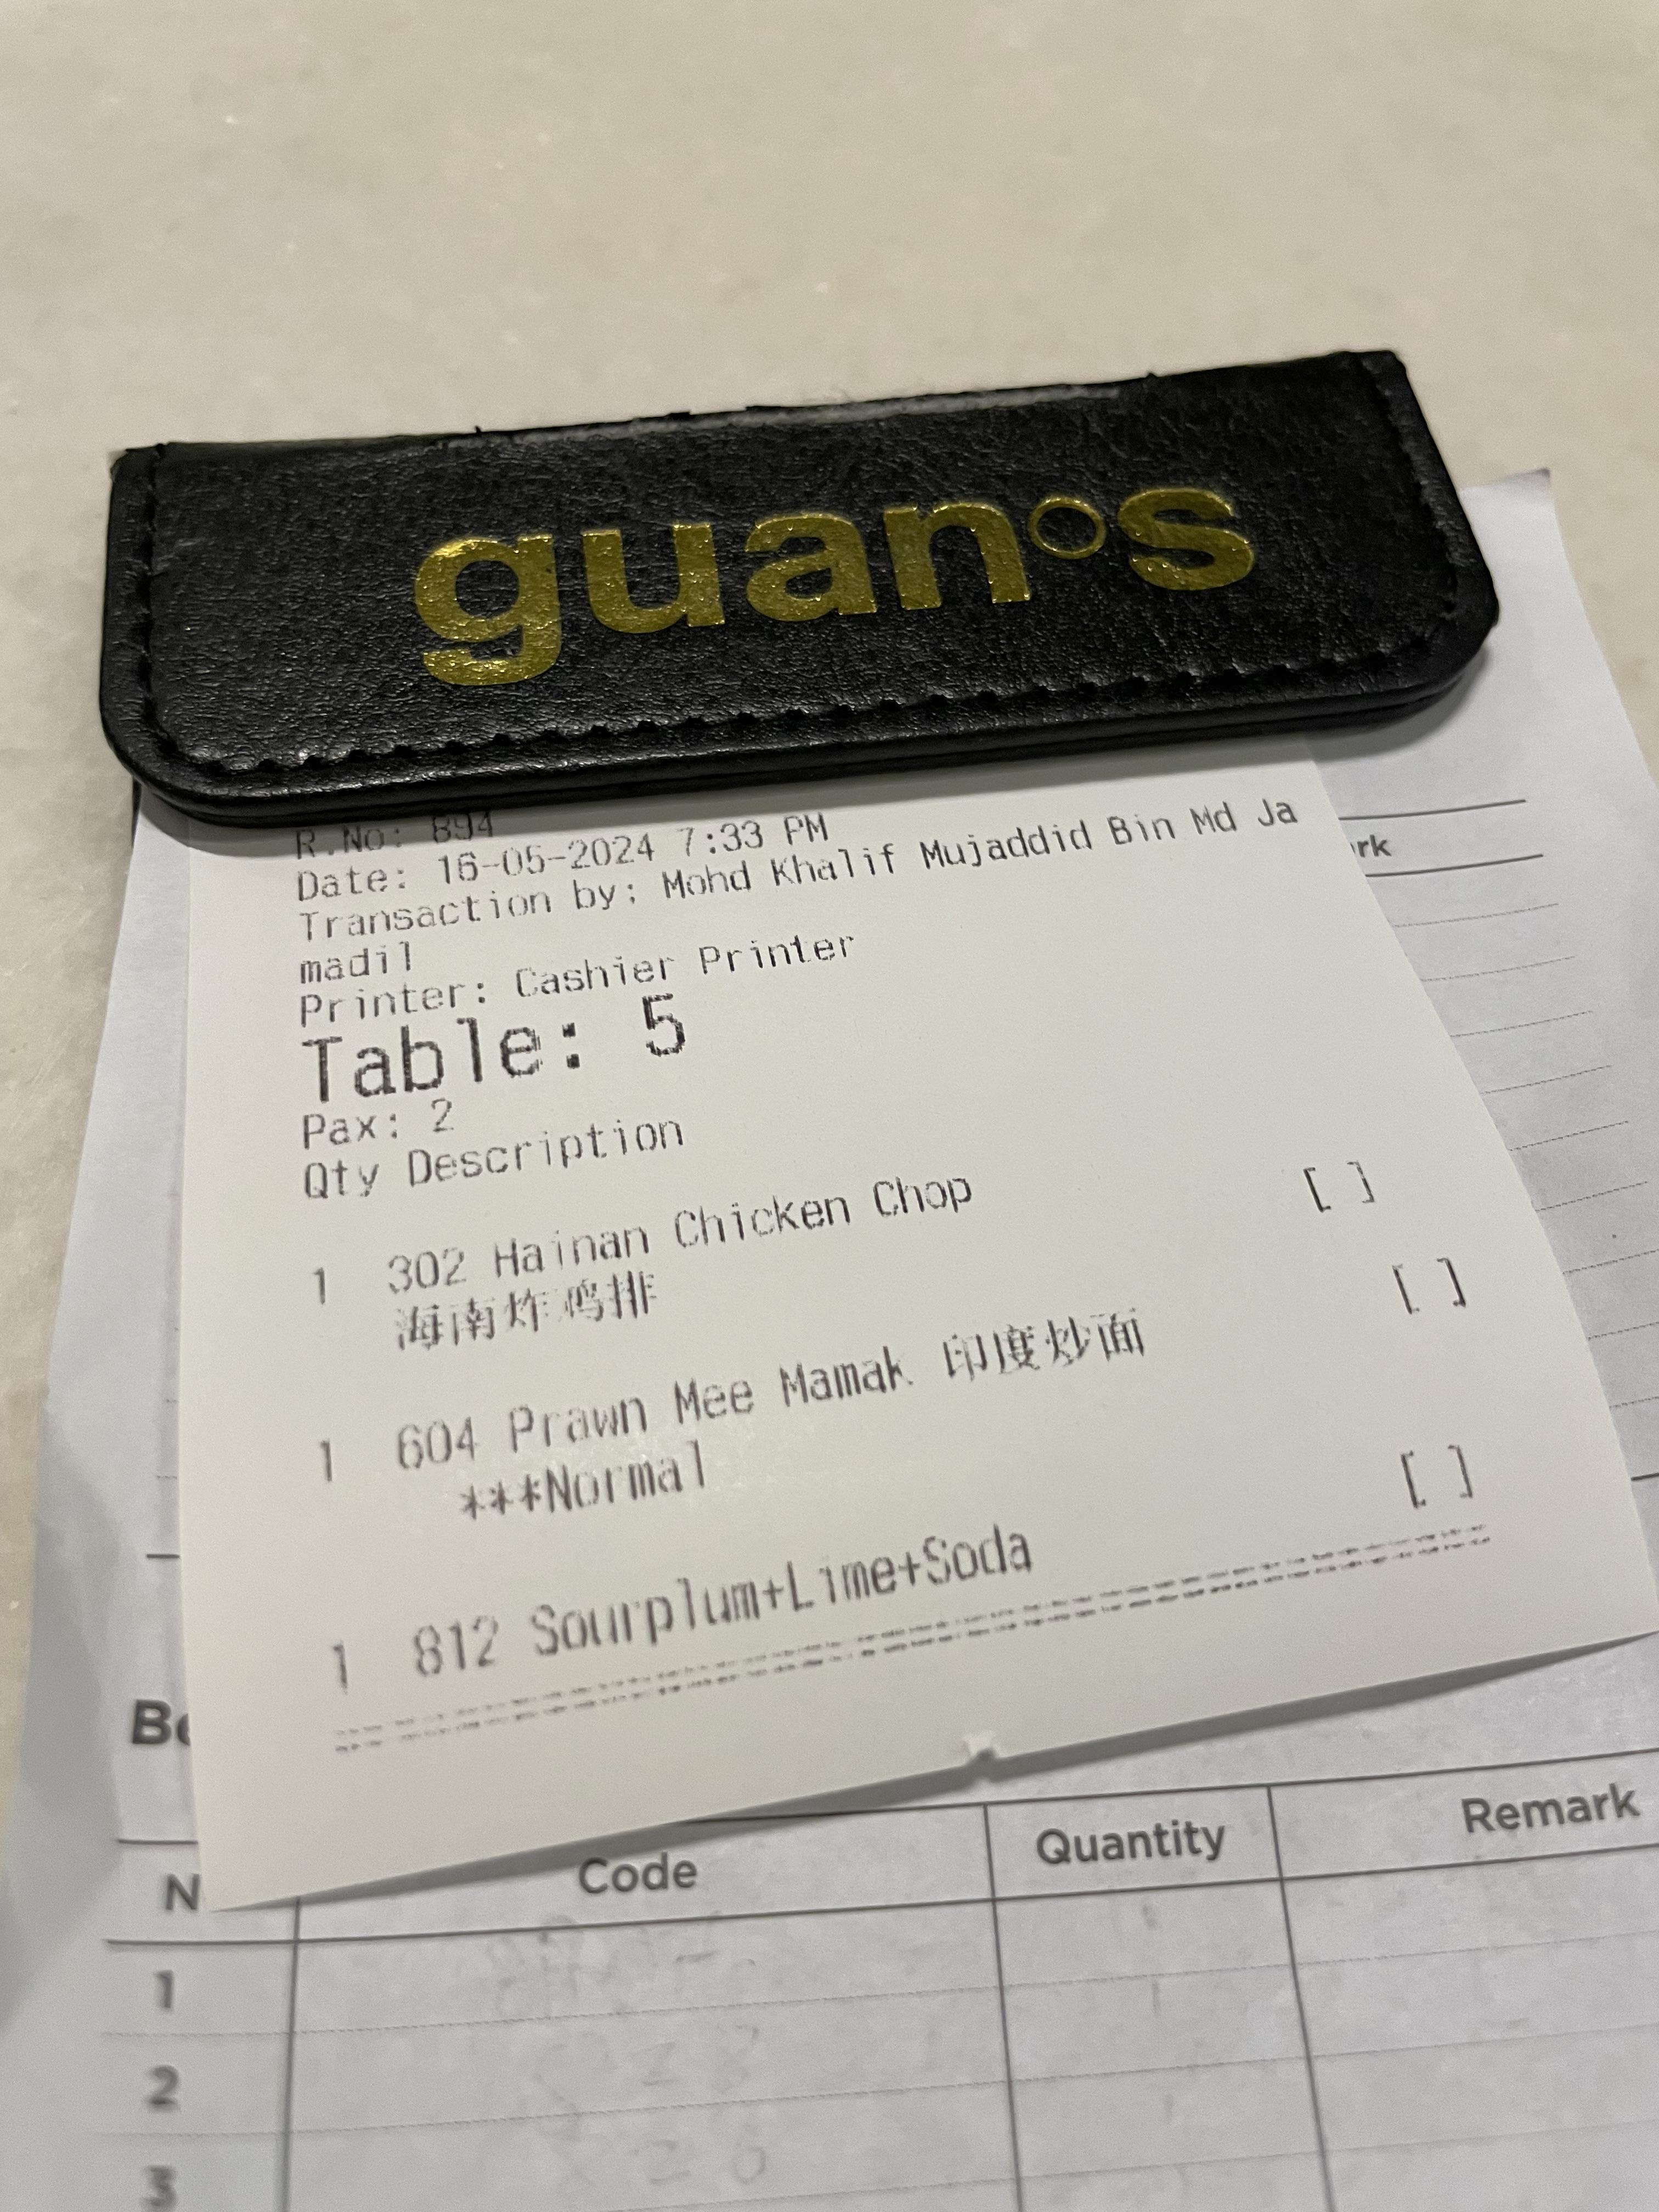 guan's
R.No: 894
Date: 16-05-2024 7:33 PM
Transaction by: Mohd Khalif Mujaddid Bin Md Ja
madil
Printer: Cashier Printer
Table: 5
Pax: 2
Qty Description
1 302 Hainan Chicken Chop [ ]
海南炸鸡排
1 604 Prawn Mee Mamak 印度炒面 [ ]
***Normal
1 812 Sourplum+Lime+Soda [ ]
Code Quantity Remark
1
2
3